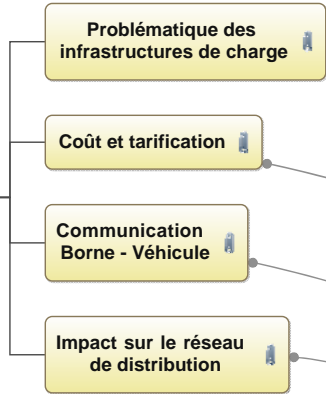 Problématique des
infrastructures de charge
Coût et tarification
Communication
Borne - Véhicule
Impact sur le réseau
de distribution